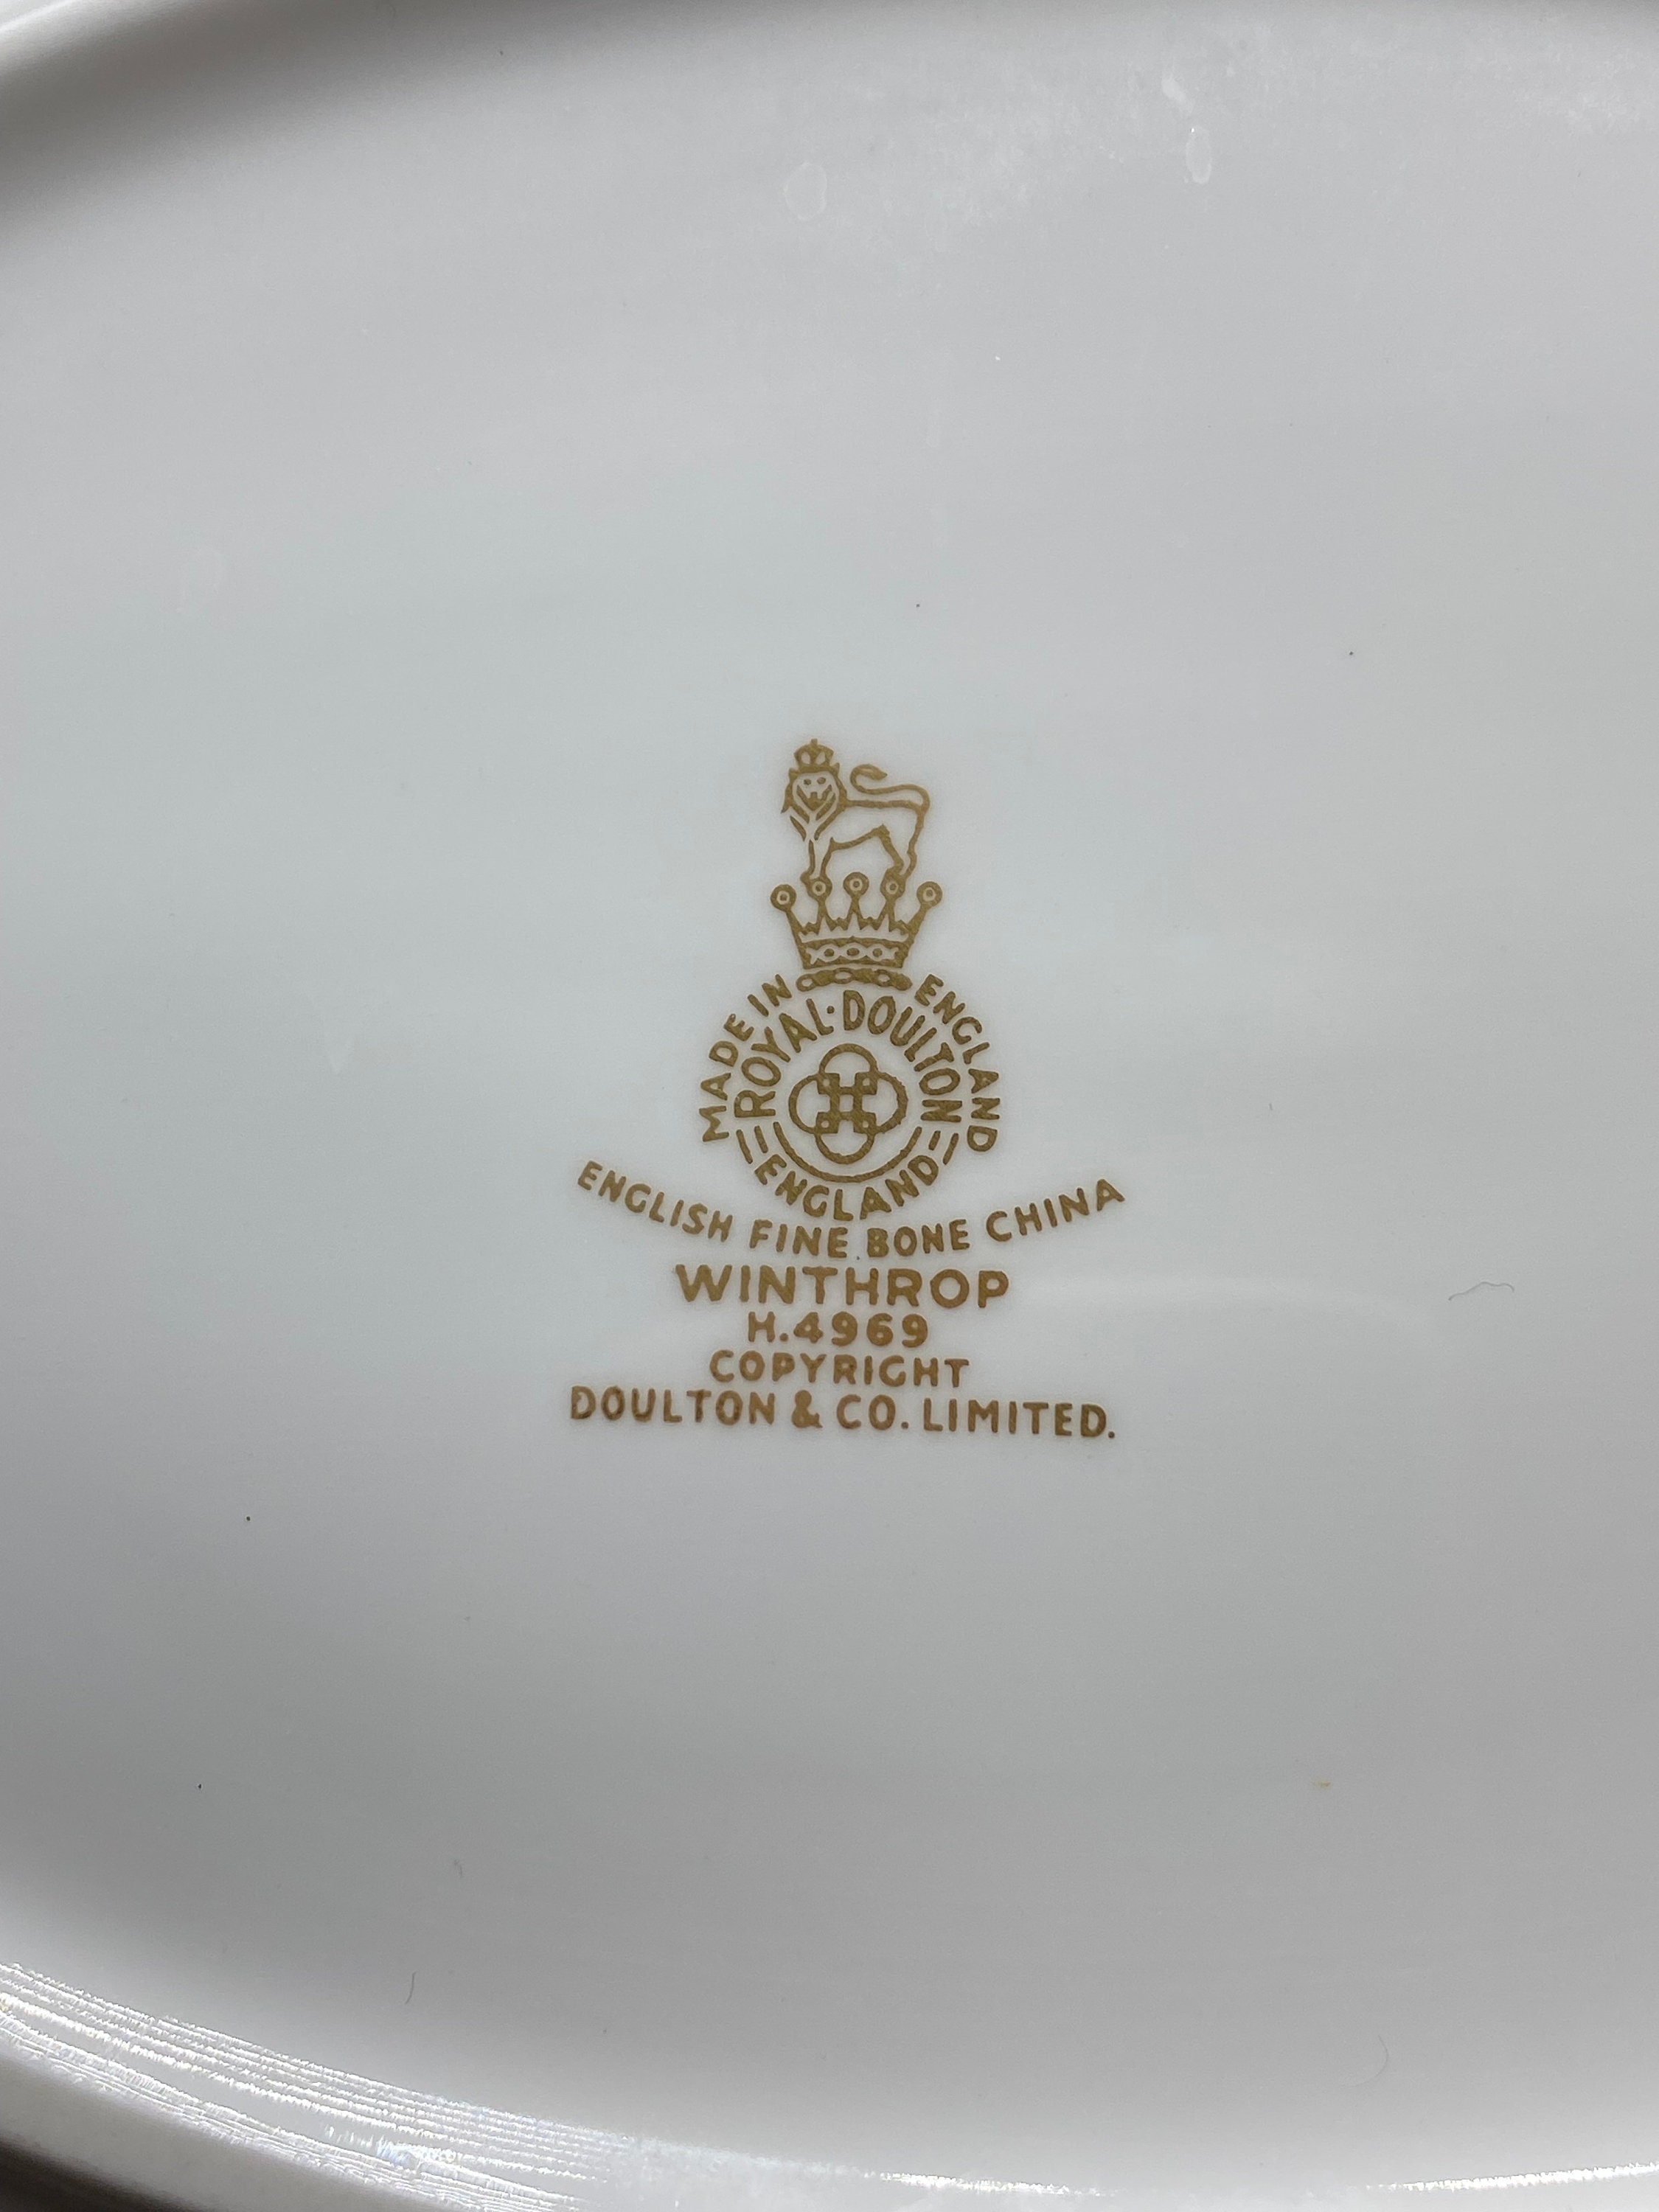 MADE IN ENGLAND
ROYAL·DOULTON
ENGLAND
ENGLISH FINE BONE CHINA
WINTHROP
H.4969
COPYRIGHT
DOULTON & CO. LIMITED.